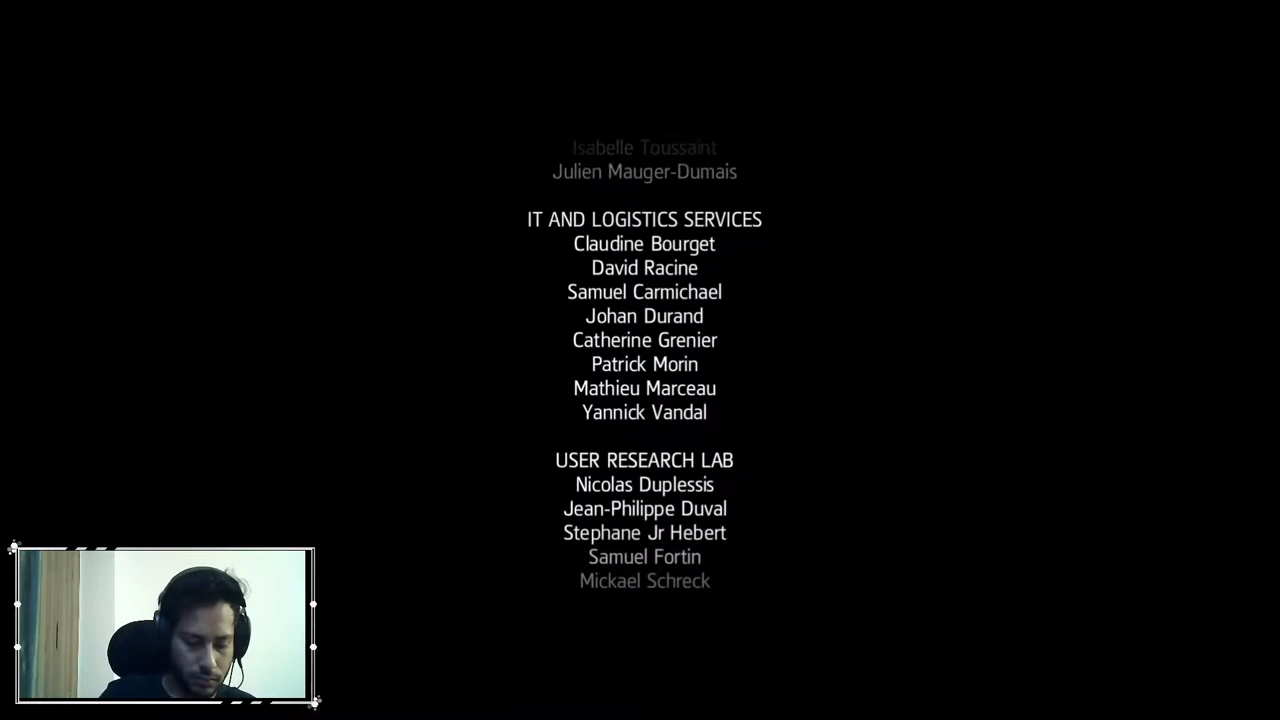 Isabelle Toussaint
Julien Mauger-Dumais
IT AND LOGISTICS SERVICES
Claudine Bourget
David Racine
Samuel Carmichael
Johan Durand
Catherine Grenier
Patrick Morin
Mathieu Marceau
Yannick Vandal
USER RESEARCH LAB
Nicolas Duplessis
Jean-Philippe Duval
Stephane Jr Hebert
Samuel Fortin
Mickael Schreck